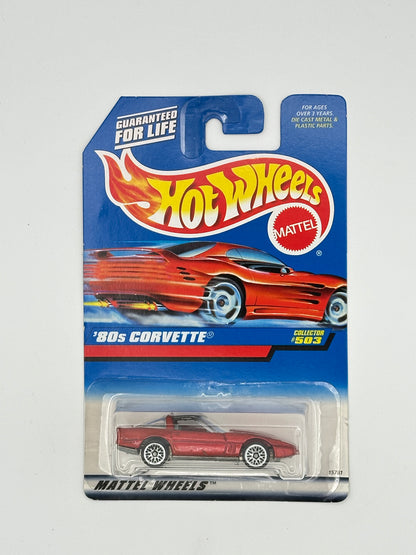 GUARANTEED
FOR LIFE
FOR AGES
OVER 3 YEARS.
DIE CAST METAL &
PLASTIC PARTS.
HOT WHEELS
MATTEL
®
'80s CORVETTE
COLLECTOR
#503
MATTEL WHEELS™